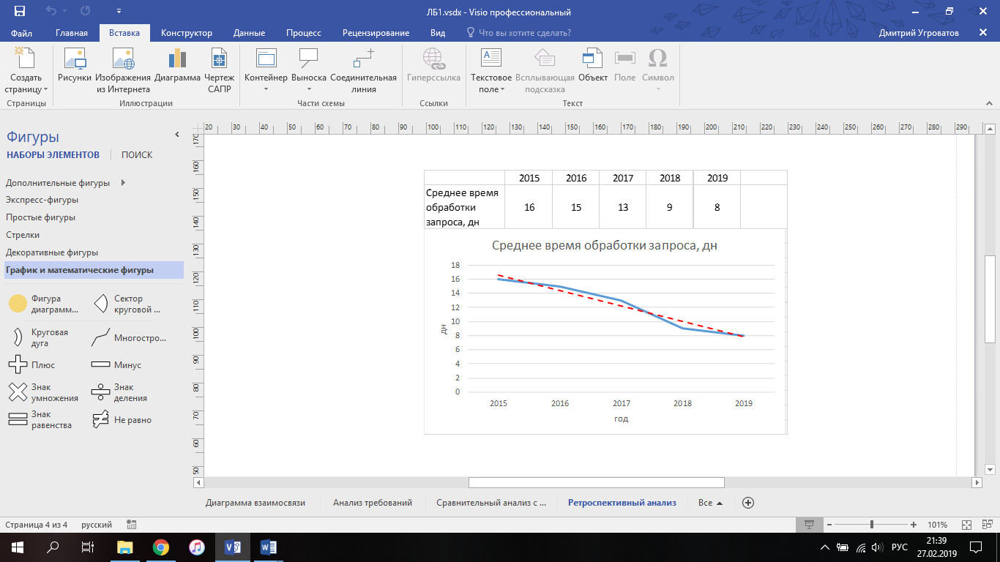 ЛБ1.vsdx - Visio профессиональный
Файл Главная Вставка Конструктор Данные Процесс Рецензирование Вид Что вы хотите сделать? Дмитрий Угроватов
Создать страницу
Рисунки
Изображения из Интернета
Диаграмма
Чертеж САПР
Контейнер
Выноска
Соединительная линия
Гиперссылка
Текстовое поле
Всплывающая подсказка
Объект
Поле
Символ
Страницы Иллюстрации Части схемы Ссылки Текст
Фигуры
НАБОРЫ ЭЛЕМЕНТОВ ПОИСК
Дополнительные фигуры
Экспресс-фигуры
Простые фигуры
Стрелки
Декоративные фигуры
График и математические фигуры
Фигура диаграмм...
Сектор круговой ...
Круговая дуга
Многостро...
Плюс
Минус
Знак умножения
Знак деления
Знак равенства
Не равно
20 30 40 50 60 70 80 90 100 110 120 130 140 150 160 170 180 190 200 210 220 230 240 250 260 270 280 290
170
160
150
140
130
120
110
100
90
80
70
60
50
2015 2016 2017 2018 2019
Среднее время
обработки
запроса, дн
16 15 13 9 8
Среднее время обработки запроса, дн
18
16
14
12
10
8
6
4
2
0
дн
2015 2016 2017 2018 2019
год
Диаграмма взаимосвязи Анализ требований Сравнительный анализ с ... Ретроспективный анализ Все
Страница 4 из 4 русский 101%
РУС
21:39
27.02.2019